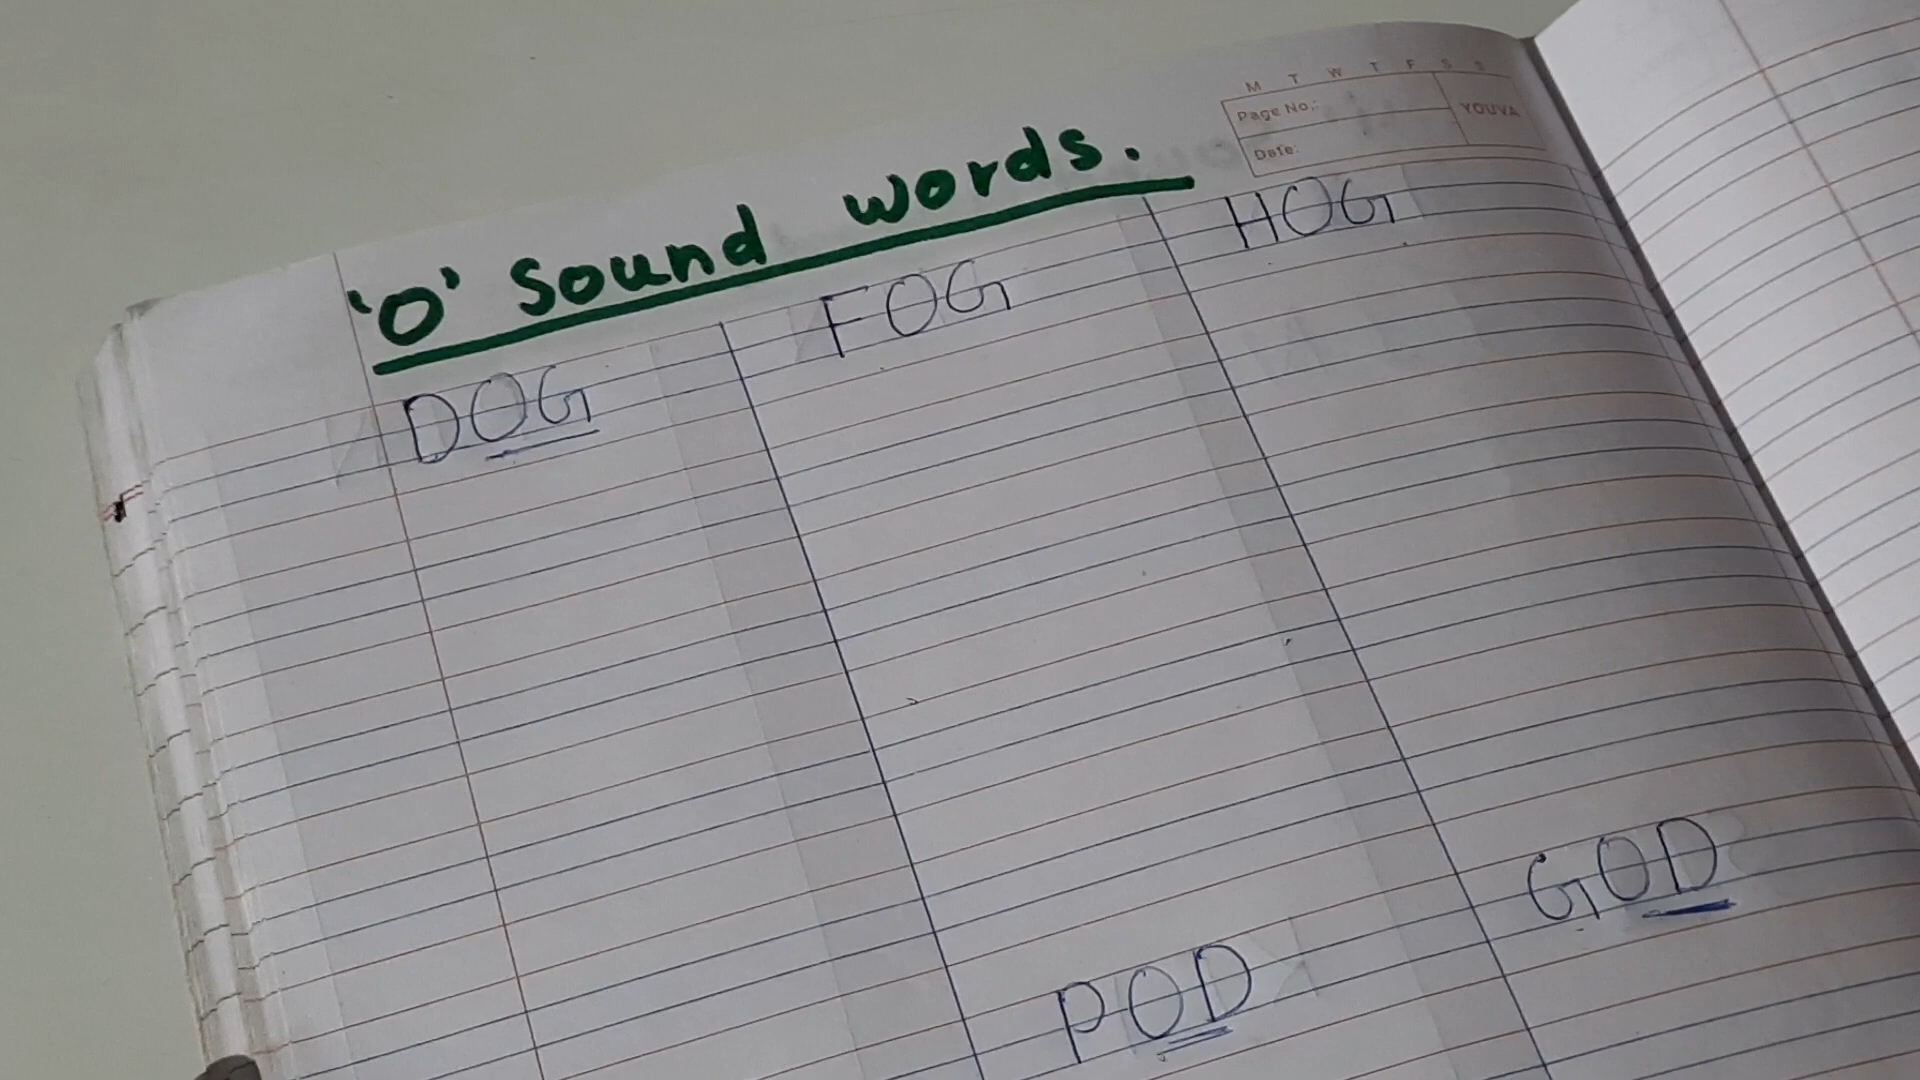 M T W T F S S
Page No.:
YOUVA
Date:
'O' Sound words.
DOG FOG HOG
POD GOD